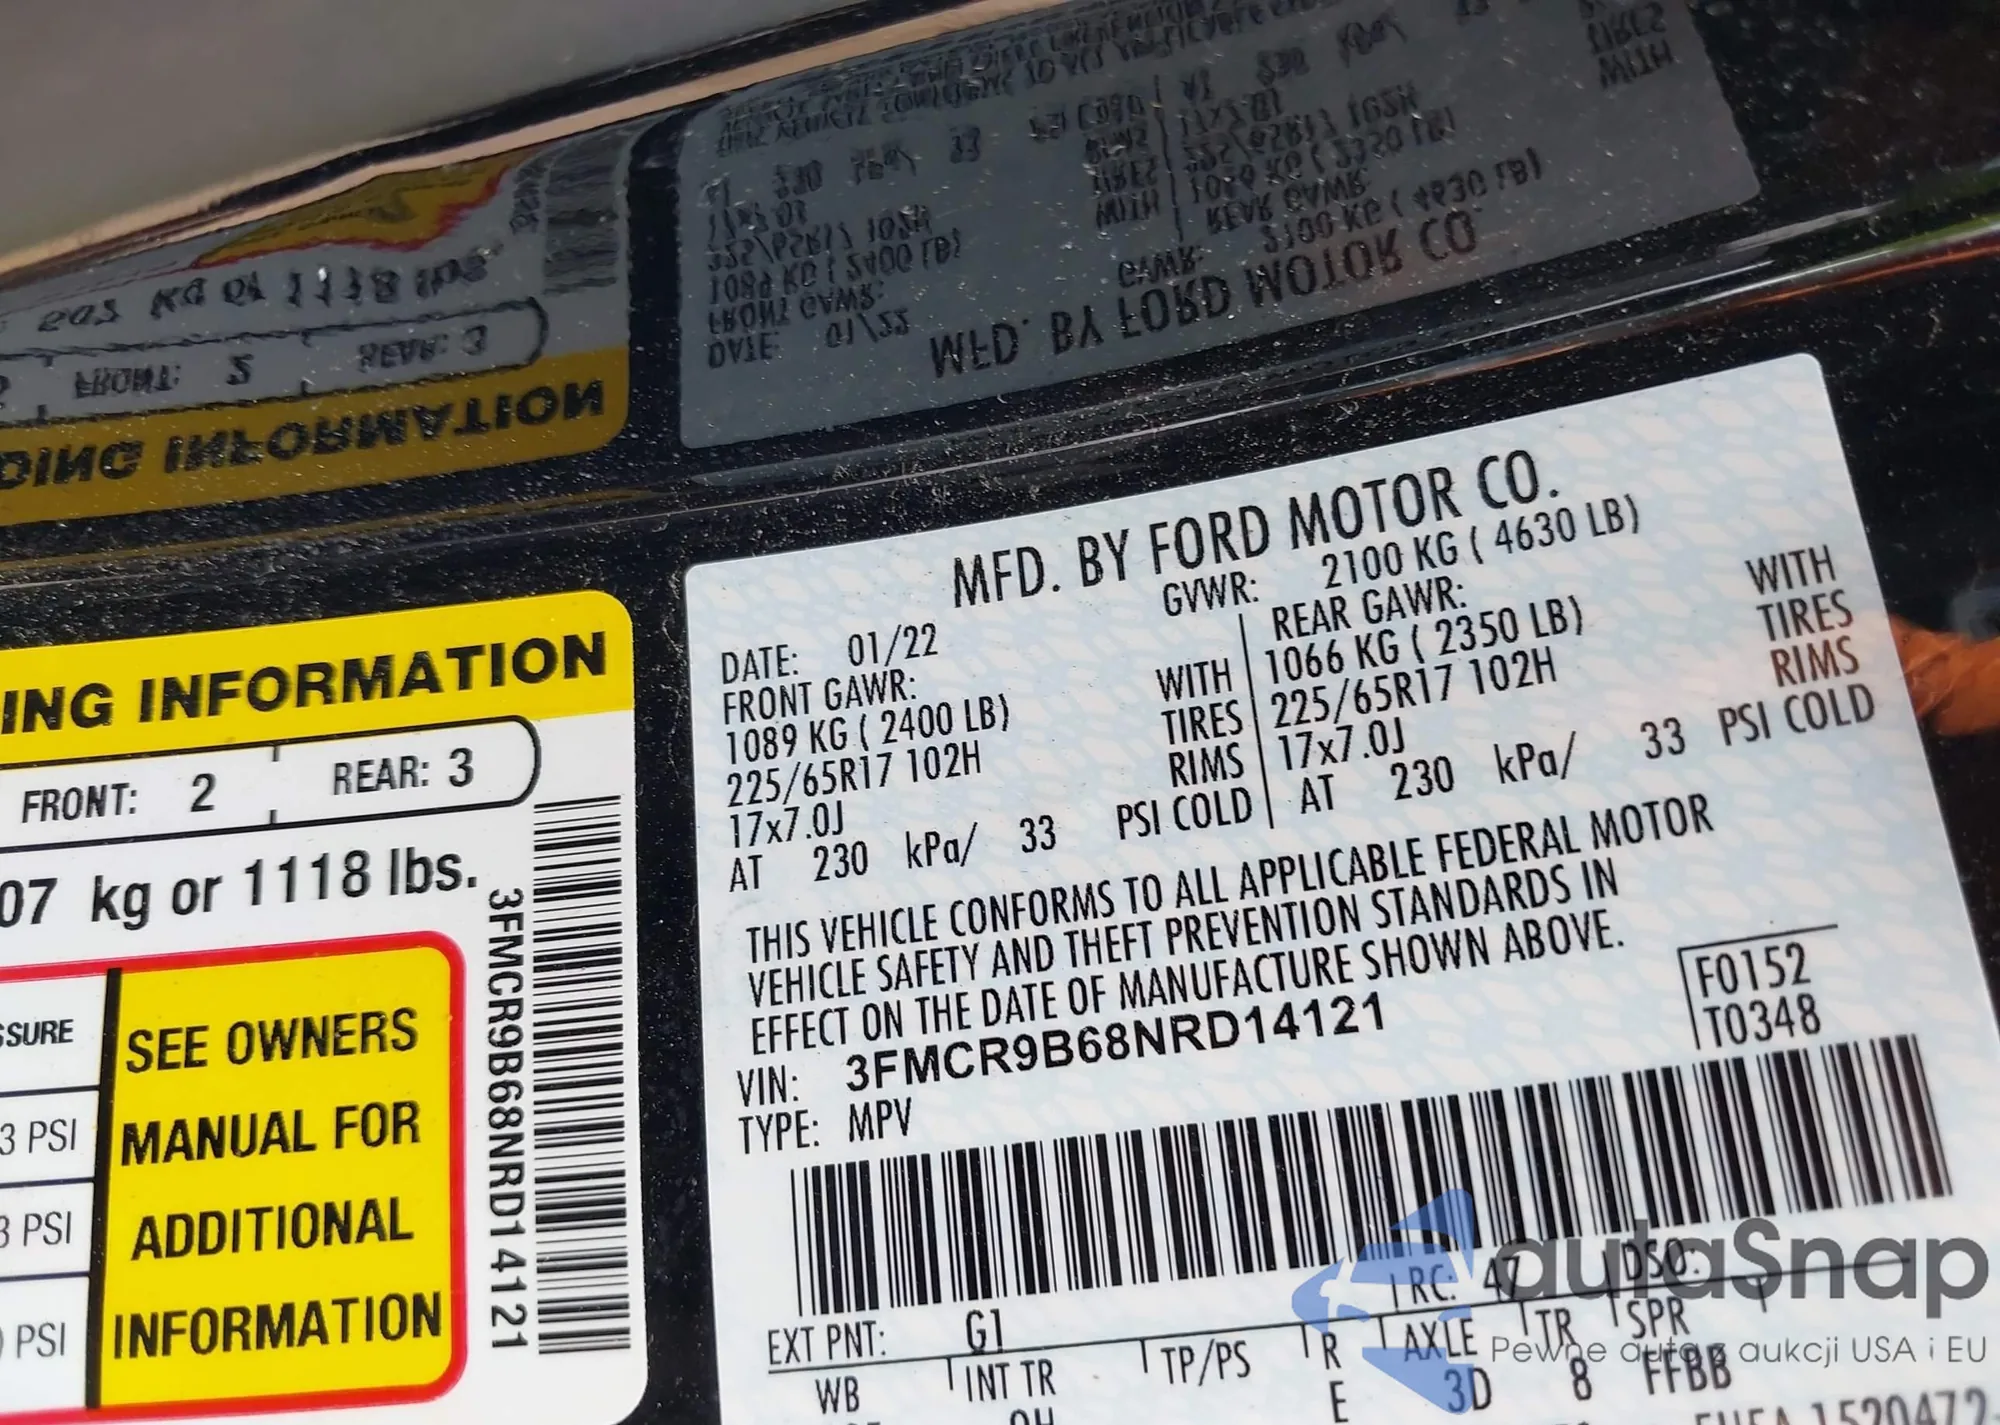 ING INFORMATION
FRONT: 2 REAR: 3
07 kg or 1118 lbs.
SSURE
3 PSI
3 PSI
PSI
SEE OWNERS
MANUAL FOR
ADDITIONAL
INFORMATION
3FMCR9B68NRD14121
MFD. BY FORD MOTOR CO.
DATE: 01/22 GVWR: 2100 KG ( 4630 LB)
FRONT GAWR: REAR GAWR:
1089 KG ( 2400 LB) WITH 1066 KG ( 2350 LB) WITH
225/65R17 102H TIRES 225/65R17 102H TIRES
17x7.0J RIMS 17x7.0J RIMS
AT 230 kPa/ 33 PSI COLD AT 230 kPa/ 33 PSI COLD
THIS VEHICLE CONFORMS TO ALL APPLICABLE FEDERAL MOTOR
VEHICLE SAFETY AND THEFT PREVENTION STANDARDS IN
EFFECT ON THE DATE OF MANUFACTURE SHOWN ABOVE.
VIN: 3FMCR9B68NRD14121
TYPE: MPV
F0152
T0348
EXT PNT: G1 RC: 47 DSO:
WB INT TR TP/PS R AXLE TR SPR
E 3D 8 FFBB
autaSnap
Pewne auta z aukcji USA i EU